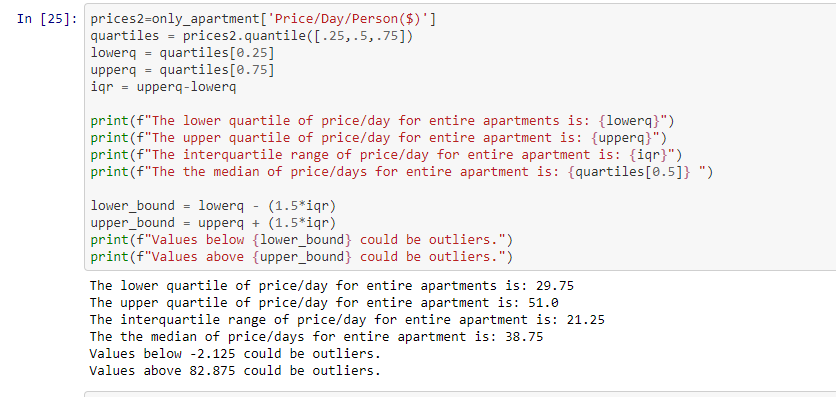 In [25]: prices2=only_apartment['Price/Day/Person($)']
quartiles = prices2.quantile([.25,.5,.75])
lowerq = quartiles[0.25]
upperq = quartiles[0.75]
iqr = upperq-lowerq

print(f"The lower quartile of price/day for entire apartments is: {lowerq}")
print(f"The upper quartile of price/day for entire apartment is: {upperq}")
print(f"The interquartile range of price/day for entire apartment is: {iqr}")
print(f"The the median of price/days for entire apartment is: {quartiles[0.5]} ")

lower_bound = lowerq - (1.5*iqr)
upper_bound = upperq + (1.5*iqr)
print(f"Values below {lower_bound} could be outliers.")
print(f"Values above {upper_bound} could be outliers.")

The lower quartile of price/day for entire apartments is: 29.75
The upper quartile of price/day for entire apartment is: 51.0
The interquartile range of price/day for entire apartment is: 21.25
The the median of price/days for entire apartment is: 38.75
Values below -2.125 could be outliers.
Values above 82.875 could be outliers.